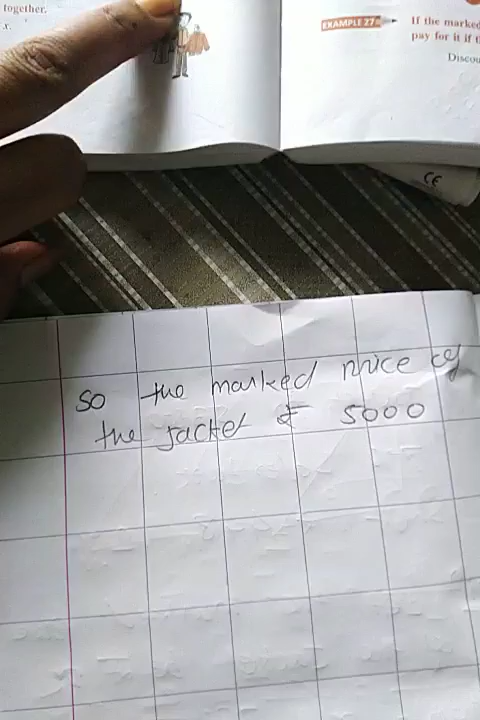 together.
x.
EXAMPLE 27
If the marked
pay for it if t
Discou
CE
so the marked price of
the jacket ₹ 5000